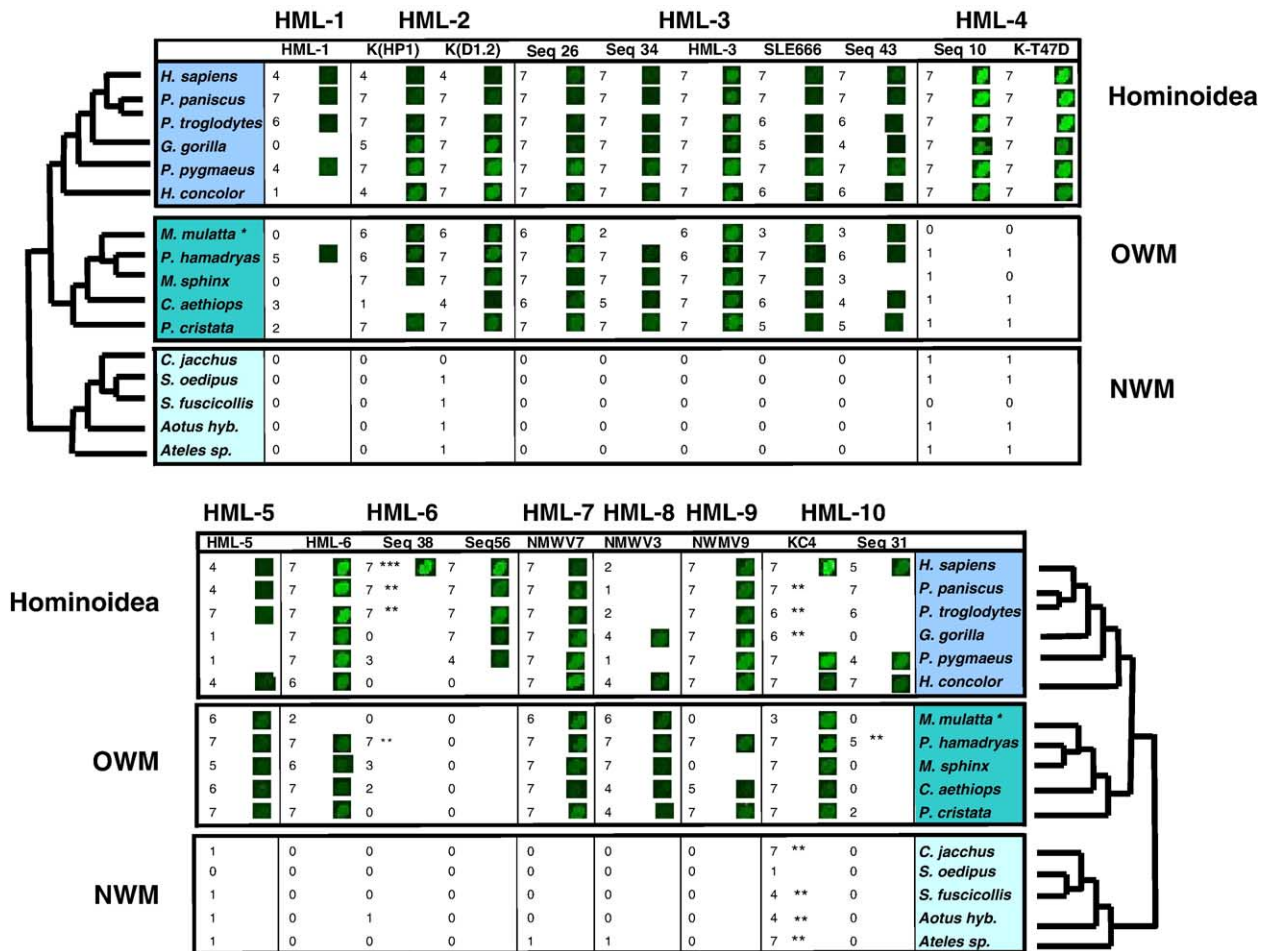 HML-1 HML-2 HML-3 HML-4
HML-1 K(HP1) K(D1.2) Seq 26 Seq 34 HML-3 SLE666 Seq 43 Seq 10 K-T47D
H. sapiens 4 4 4 7 7 7 7 7 7 7
P. paniscus 7 7 7 7 7 7 7 7 7 7
Hominoidea
P. troglodytes 6 7 7 7 7 7 6 6 7 7
G. gorilla 0 5 7 7 7 7 5 4 7 7
P. pygmaeus 4 7 7 7 7 7 7 7 7 7
H. concolor 1 4 7 7 7 7 6 6 7 7
M. mulatta * 0 6 6 6 2 6 3 3 0 0
P. hamadryas 5 6 7 7 7 6 7 6 1 1
OWM
M. sphinx 0 7 7 7 7 7 7 3 1 0
C. aethiops 3 1 4 6 5 7 6 4 1 1
P. cristata 2 7 7 7 7 7 5 5 1 1
C. jacchus 0 0 0 0 0 0 0 0 1 1
S. oedipus 0 0 1 0 0 0 0 0 1 1
NWM
S. fuscicollis 0 0 1 0 0 0 0 0 0 0
Aotus hyb. 0 0 1 0 0 0 0 0 1 1
Ateles sp. 0 0 1 0 0 0 0 0 1 1
HML-5 HML-6 HML-7 HML-8 HML-9 HML-10
HML-5 HML-6 Seq 38 Seq56 NMWV7 NMWV3 NWMV9 KC4 Seq 31
4 7 7 *** 7 7 2 7 7 5 H. sapiens
4 7 7 ** 7 7 1 7 7 ** 7 P. paniscus
Hominoidea
7 7 7 ** 7 7 2 7 6 ** 6 P. troglodytes
1 7 0 7 7 4 7 6 ** 0 G. gorilla
1 7 3 4 7 1 7 7 4 P. pygmaeus
4 6 0 0 7 4 7 7 7 H. concolor
6 2 0 0 6 6 0 3 0 M. mulatta *
7 7 7 ** 0 7 7 7 7 5 ** P. hamadryas
OWM
5 6 3 0 7 7 0 7 0 M. sphinx
6 7 2 0 7 4 5 7 0 C. aethiops
7 7 0 0 7 4 7 7 2 P. cristata
1 0 0 0 0 0 0 7 ** 0 C. jacchus
0 0 0 0 0 0 0 1 0 S. oedipus
NWM
1 0 1 0 0 0 0 4 ** 0 S. fuscicollis
1 0 0 0 0 0 0 4 ** 0 Aotus hyb.
1 0 0 0 1 1 0 7 ** 0 Ateles sp.